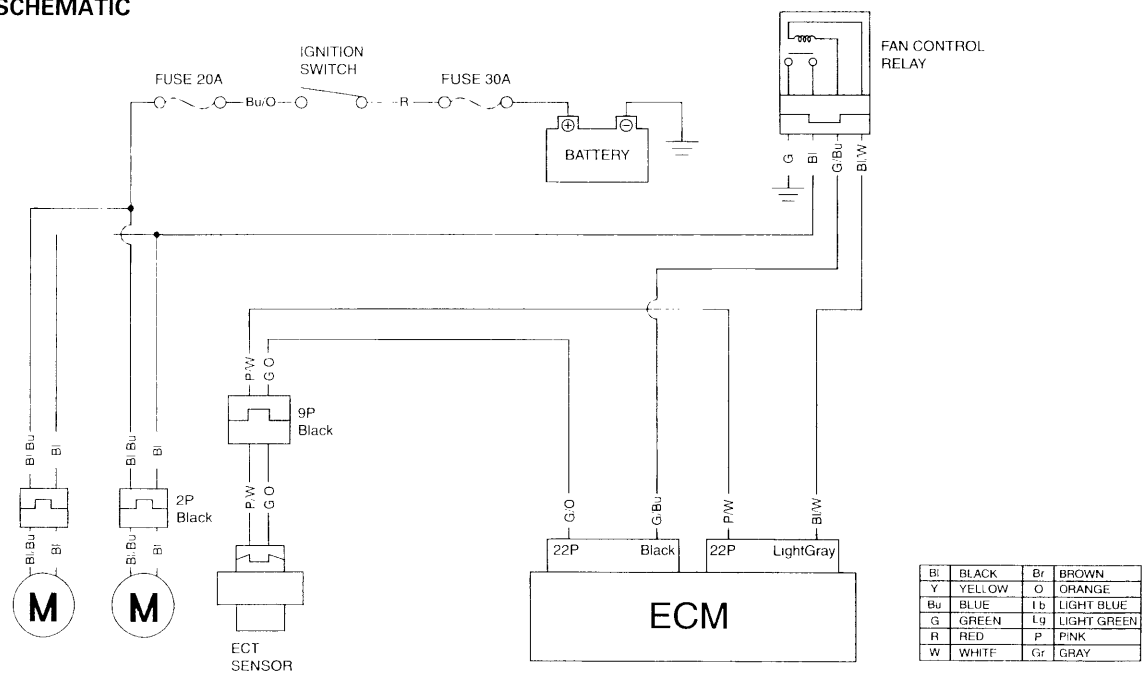 SCHEMATIC
IGNITION
SWITCH
FUSE 20A
FUSE 30A
Bu/O
R
BATTERY
FAN CONTROL
RELAY
G
Bl
G/Bu
Bl/W
P/W
G O
9P
Black
P/W
G O
Bl Bu
Bl
Bl Bu
Bl
2P
Black
Bl/Bu
Bl
Bl/Bu
Bl
M
M
ECT
SENSOR
G/O
G/Bu
P/W
Bl/W
22P Black
22P LightGray
ECM
Bl BLACK Br BROWN
Y YELLOW O ORANGE
Bu BLUE Lb LIGHT BLUE
G GREEN Lg LIGHT GREEN
R RED P PINK
W WHITE Gr GRAY